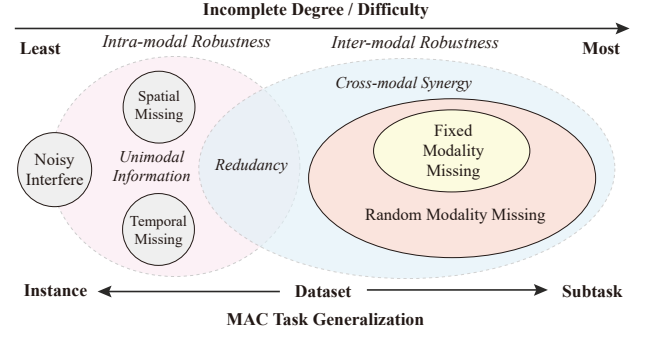 Incomplete Degree / Difficulty
Least
Most
Intra-modal Robustness
Inter-modal Robustness
Cross-modal Synergy
Spatial
Missing
Noisy
Interfere
Unimodal
Information
Redudancy
Fixed
Modality
Missing
Random Modality Missing
Temporal
Missing
Instance
Dataset
Subtask
MAC Task Generalization